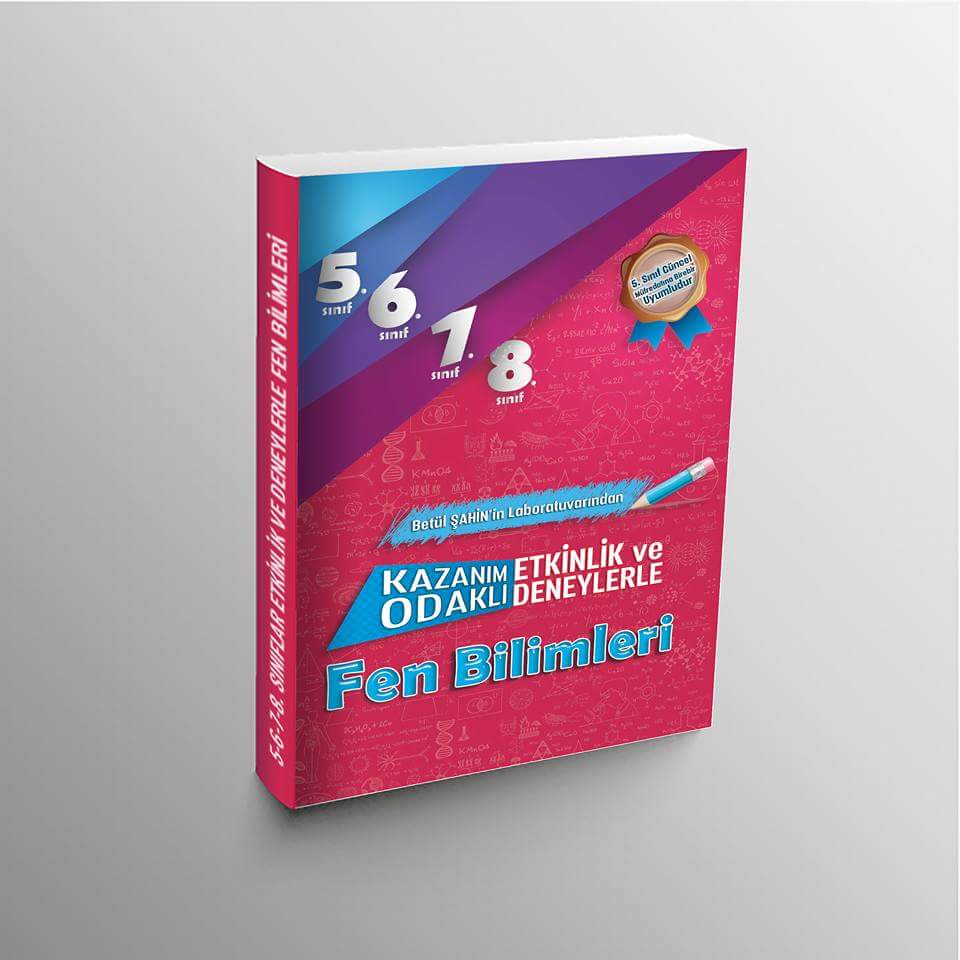 5-6-7-8. SINIFLAR ETKİNLİK VE DENEYLERLE FEN BİLİMLERİ
5.
sınıf
6.
sınıf
7.
sınıf
8.
sınıf
5. Sınıf Güncel
Müfredatına Birebir
Uyumludur
KMnO4
Betül ŞAHİN'in Laboratuvarından
KAZANIM
ODAKLI
ETKİNLİK ve
DENEYLERLE
Fen Bilimleri
KMnO4